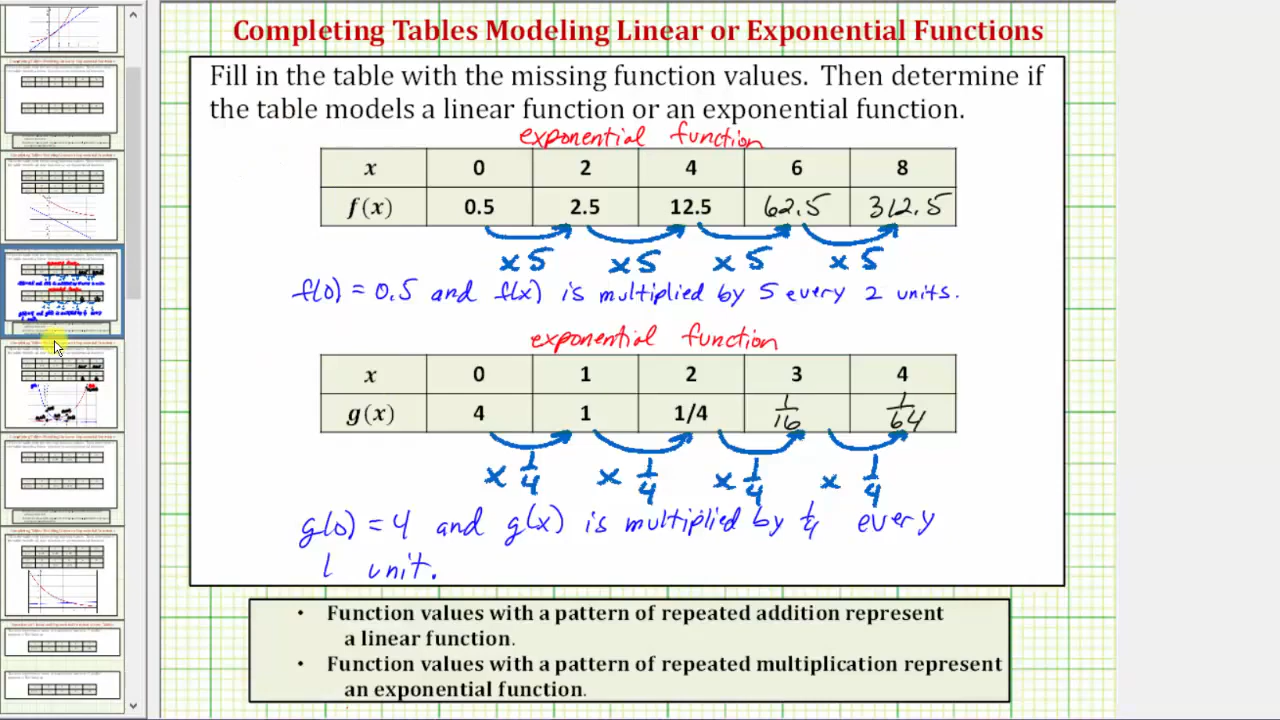 Completing Tables Modeling Linear or Exponential Functions
Fill in the table with the missing function values. Then determine if
the table models a linear function or an exponential function.
exponential function
x 0 2 4 6 8
f(x) 0.5 2.5 12.5 62.5 312.5
×5 ×5 ×5 ×5
f(0) = 0.5 and f(x) is multiplied by 5 every 2 units.
exponential function
x 0 1 2 3 4
g(x) 4 1 1/4 1/16 1/64
× 1/4 × 1/4 × 1/4 × 1/4
g(0) = 4 and g(x) is multiplied by 1/4 every
1 unit.
• Function values with a pattern of repeated addition represent
a linear function.
• Function values with a pattern of repeated multiplication represent
an exponential function.